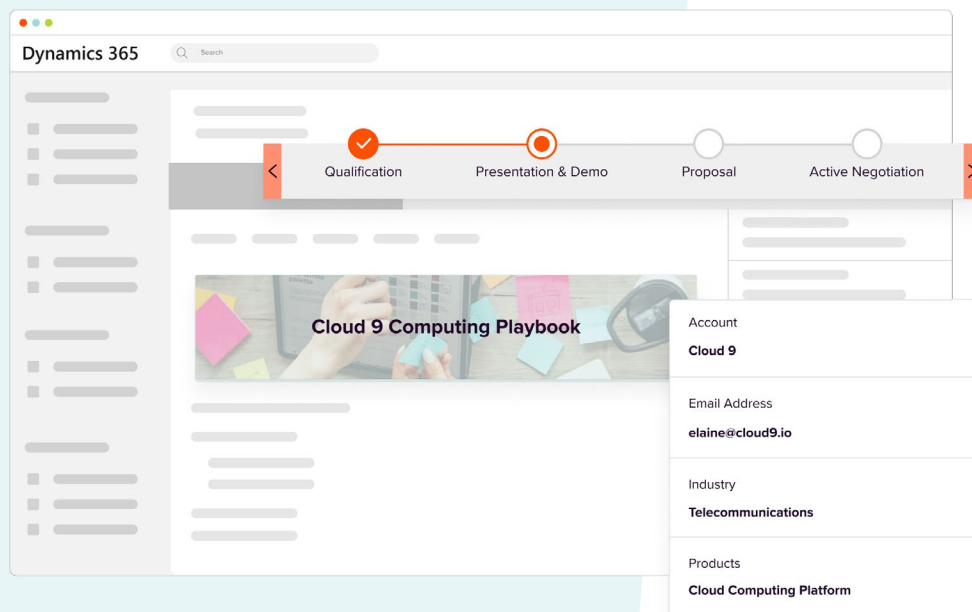 Dynamics 365
Search
Qualification
Presentation & Demo
Proposal
Active Negotiation
Cloud 9 Computing Playbook
Account
Cloud 9
Email Address
elaine@cloud9.io
Industry
Telecommunications
Products
Cloud Computing Platform